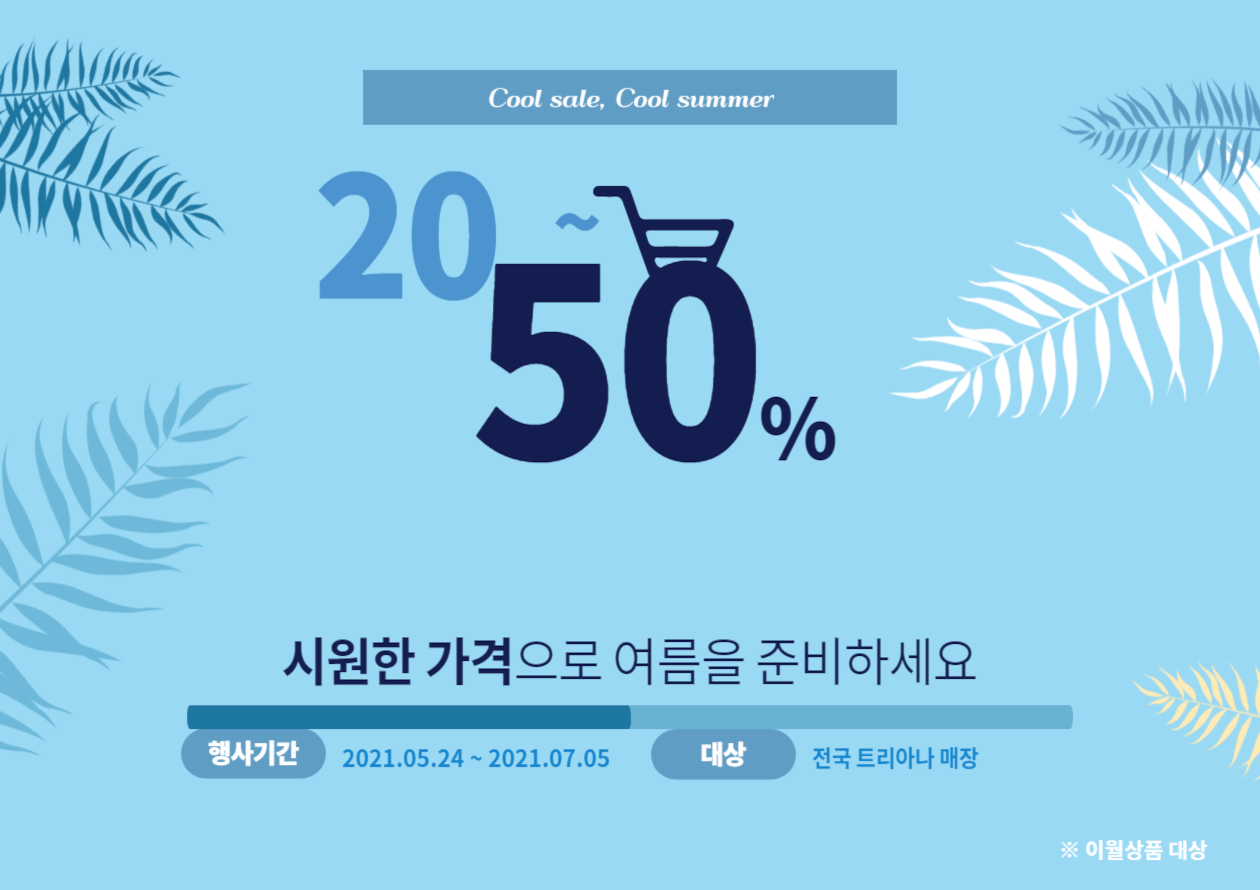 Cool sale, Cool summer
20 ~
50%
시원한 가격으로 여름을 준비하세요
행사기간 2021.05.24 ~ 2021.07.05 대상 전국 트리아나 매장
※ 이월상품 대상